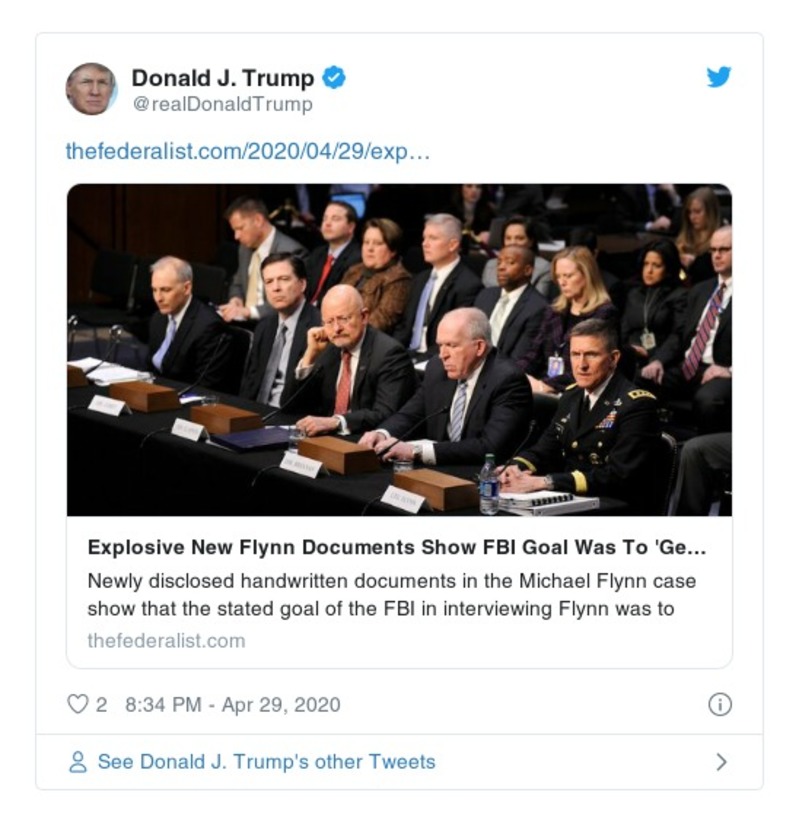 Donald J. Trump
@realDonaldTrump
thefederalist.com/2020/04/29/exp…
Explosive New Flynn Documents Show FBI Goal Was To 'Ge...
Newly disclosed handwritten documents in the Michael Flynn case
show that the stated goal of the FBI in interviewing Flynn was to
thefederalist.com
2 8:34 PM - Apr 29, 2020
See Donald J. Trump's other Tweets